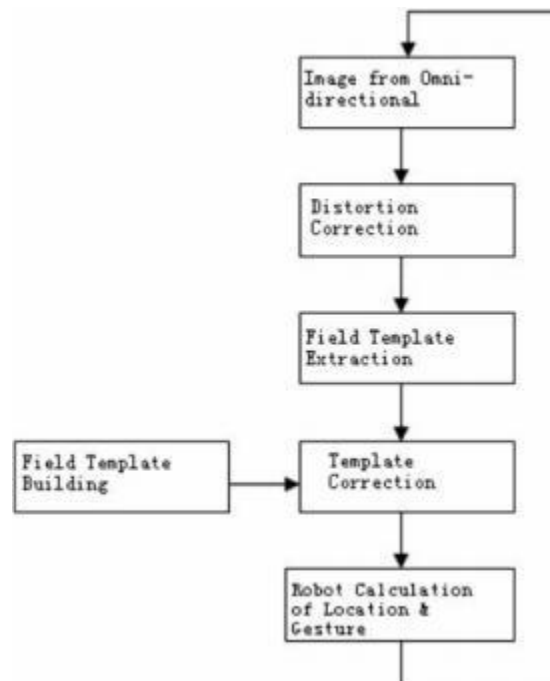 Image from Omni-
directional
Distortion
Correction
Field Template
Extraction
Field Template
Building
Template
Correction
Robot Calculation
of Location &
Gesture